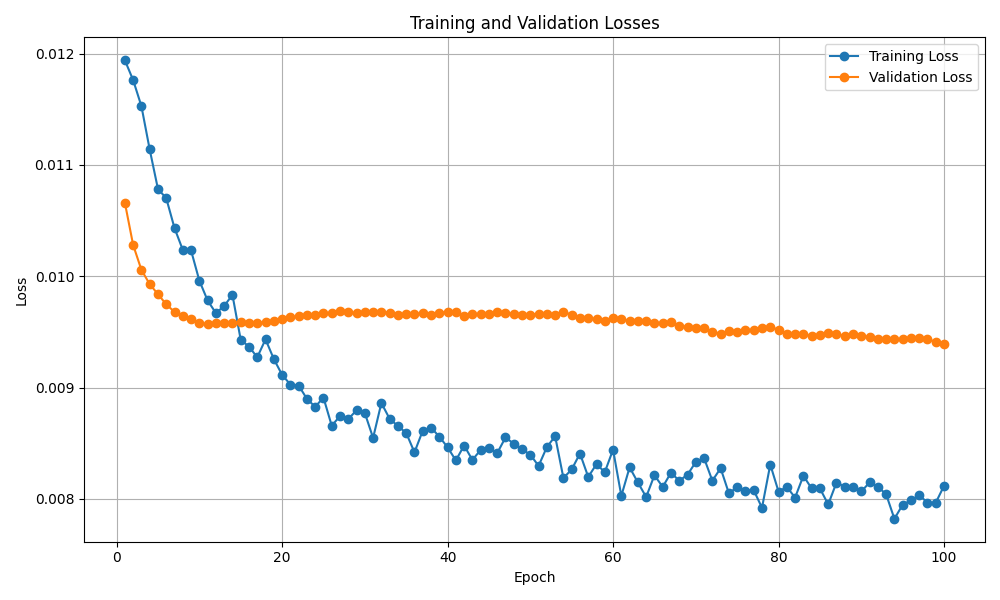 Training and Validation Losses
Training Loss
Validation Loss
0.012
0.011
0.010
0.009
0.008
Loss
0 20 40 60 80 100
Epoch